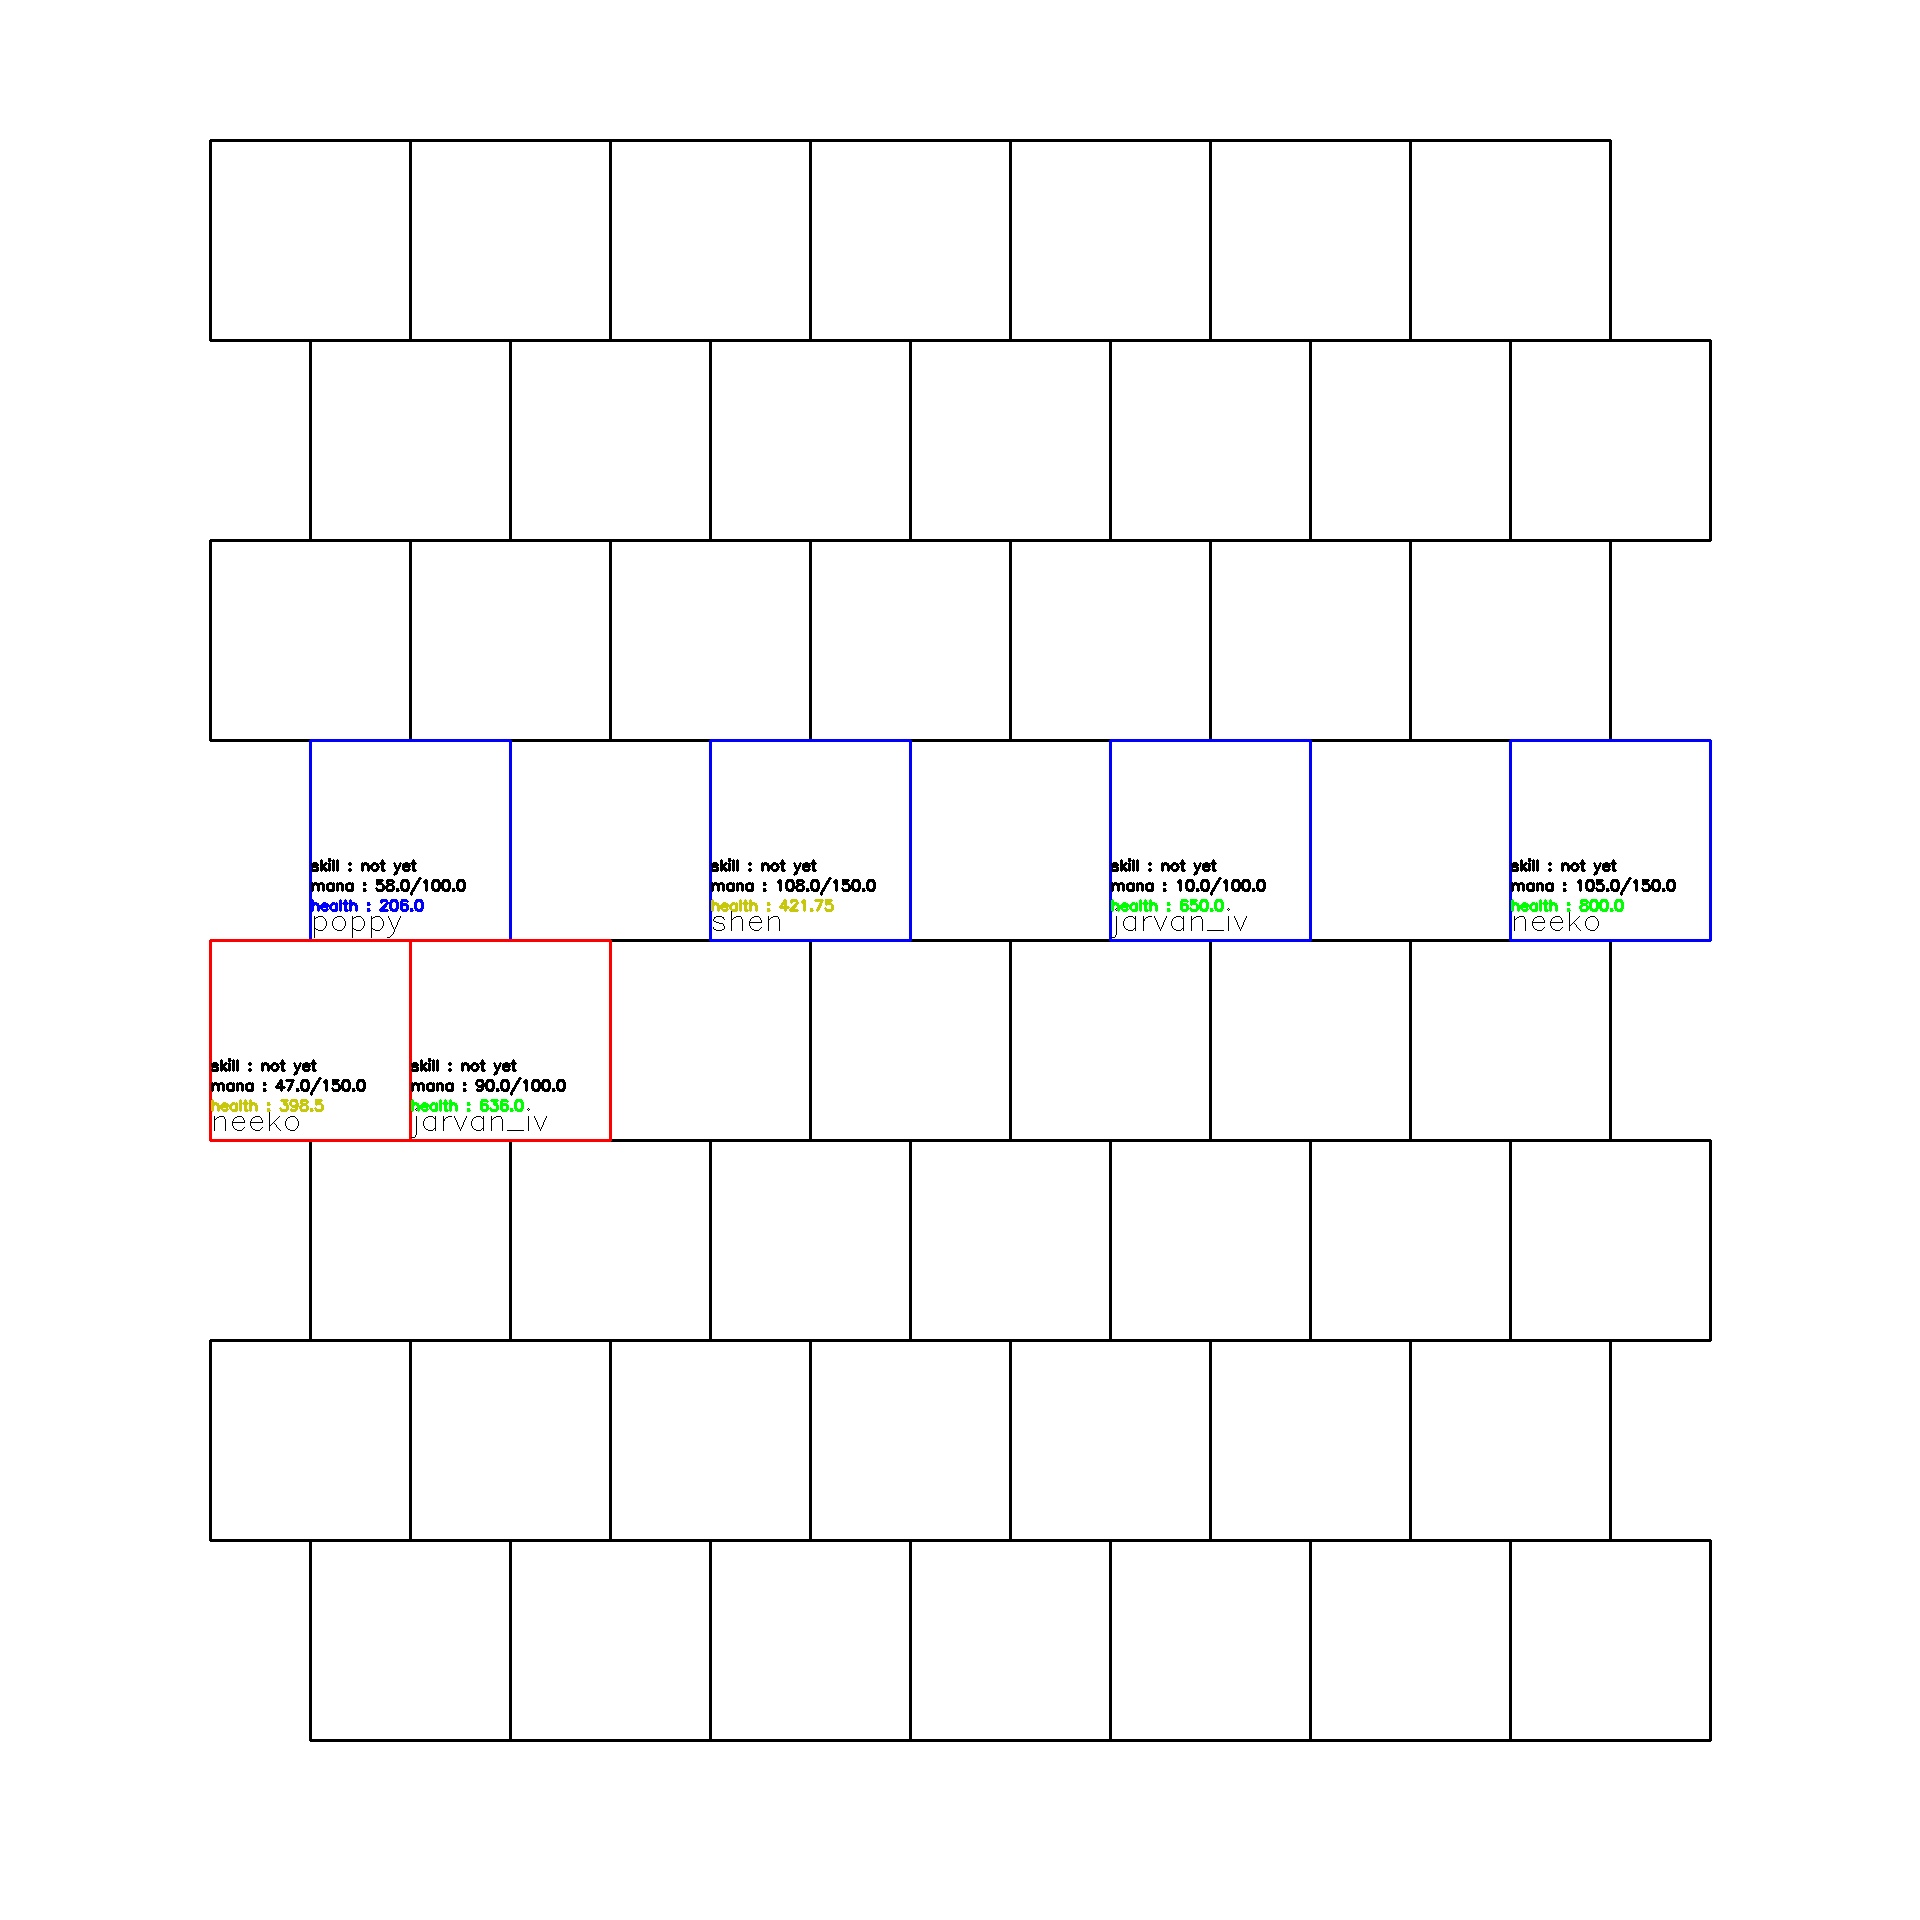 skill : not yet
mana : 58.0/100.0
health : 206.0
poppy
skill : not yet
mana : 108.0/150.0
health : 421.75
shen
skill : not yet
mana : 10.0/100.0
health : 650.0
jarvan_iv
skill : not yet
mana : 105.0/150.0
health : 800.0
neeko
skill : not yet
mana : 47.0/150.0
health : 398.5
neeko
skill : not yet
mana : 90.0/100.0
health : 636.0
jarvan_iv